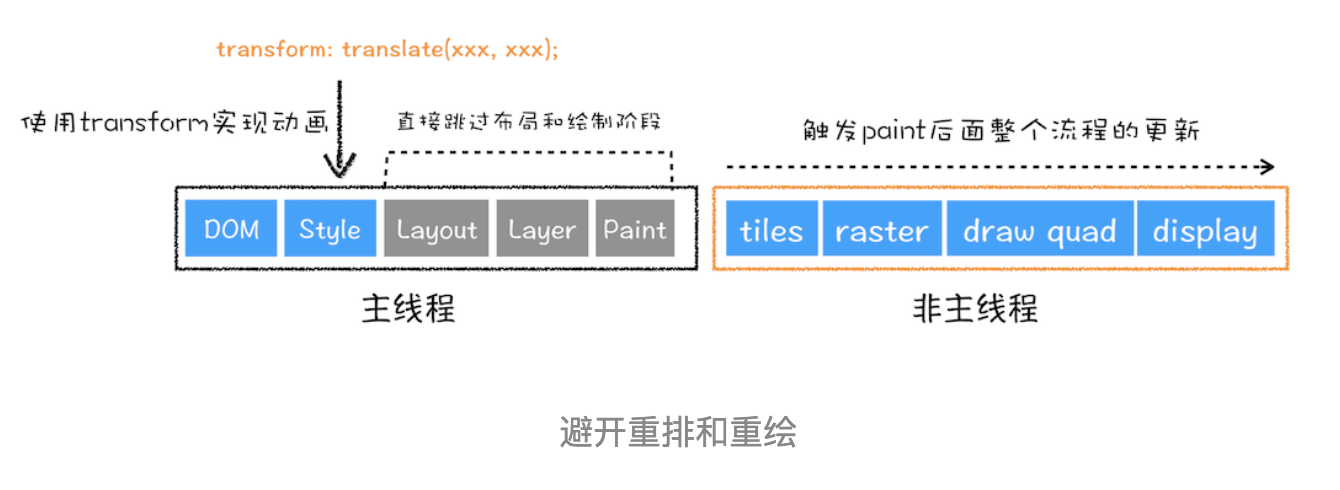 transform: translate(xxx, xxx);
使用transform实现动画
直接跳过布局和绘制阶段
触发paint后面整个流程的更新
DOM Style Layout Layer Paint tiles raster draw quad display
主线程 非主线程
避开重排和重绘